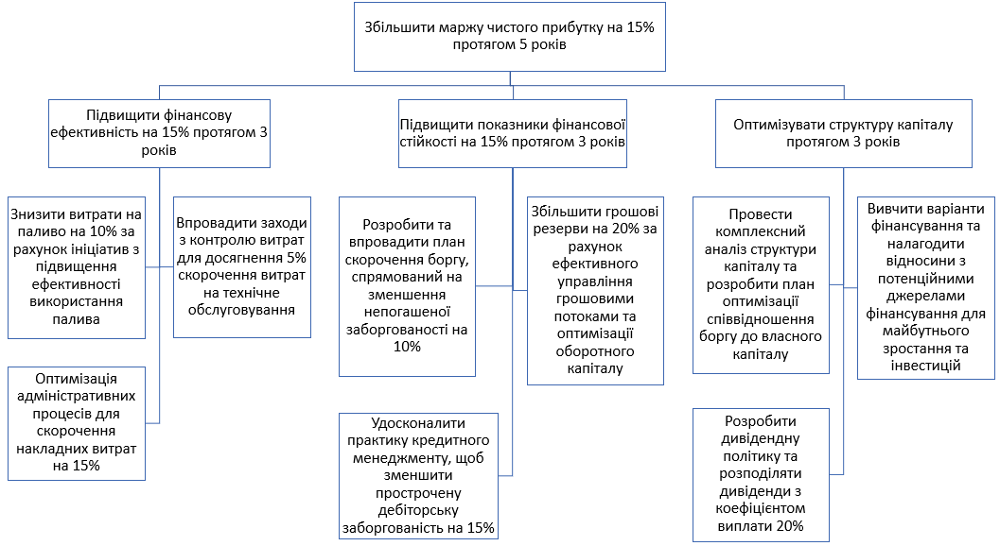 Збільшити маржу чистого прибутку на 15%
протягом 5 років
Підвищити фінансову
ефективність на 15% протягом 3
років
Підвищити показники фінансової
стійкості на 15% протягом 3 років
Оптимізувати структуру капіталу
протягом 3 років
Знизити витрати на
паливо на 10% за
рахунок ініціатив з
підвищення
ефективності
використання
палива
Впровадити заходи
з контролю витрат
для досягнення 5%
скорочення витрат
на технічне
обслуговування
Оптимізація
адміністративних
процесів для
скорочення
накладних витрат
на 15%
Розробити та
впровадити план
скорочення боргу,
спрямований на
зменшення
непогашеної
заборгованості на
10%
Збільшити грошові
резерви на 20% за
рахунок
ефективного
управління
грошовими
потоками та
оптимізації
оборотного
капіталу
Удосконалити
практику кредитного
менеджменту, щоб
зменшити
прострочену
дебіторську
заборгованість на 15%
Провести
комплексний
аналіз структури
капіталу та
розробити план
оптимізації
співвідношення
боргу до власного
капіталу
Вивчити варіанти
фінансування та
налагодити
відносини з
потенційними
джерелами
фінансування для
майбутнього
зростання та
інвестицій
Розробити
дивідендну
політику та
розподіляти
дивіденди з
коефіцієнтом
виплати 20%